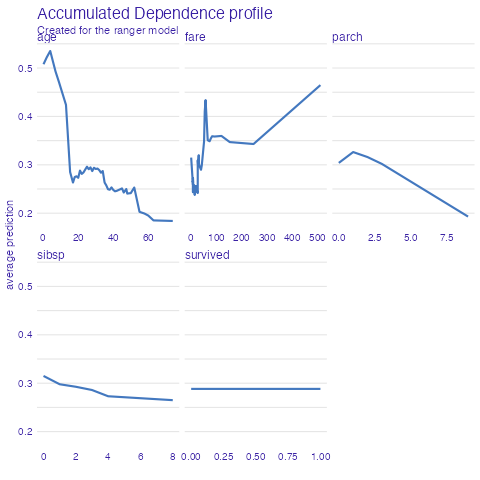 Accumulated Dependence profile
Created for the ranger model
age fare parch
0.5
0.4
0.3
0.2
0 20 40 60 0 100 200 300 400 500 0.0 2.5 5.0 7.5
average prediction
sibsp survived
0.5
0.4
0.3
0.2
0 2 4 6 8 0.00 0.25 0.50 0.75 1.00